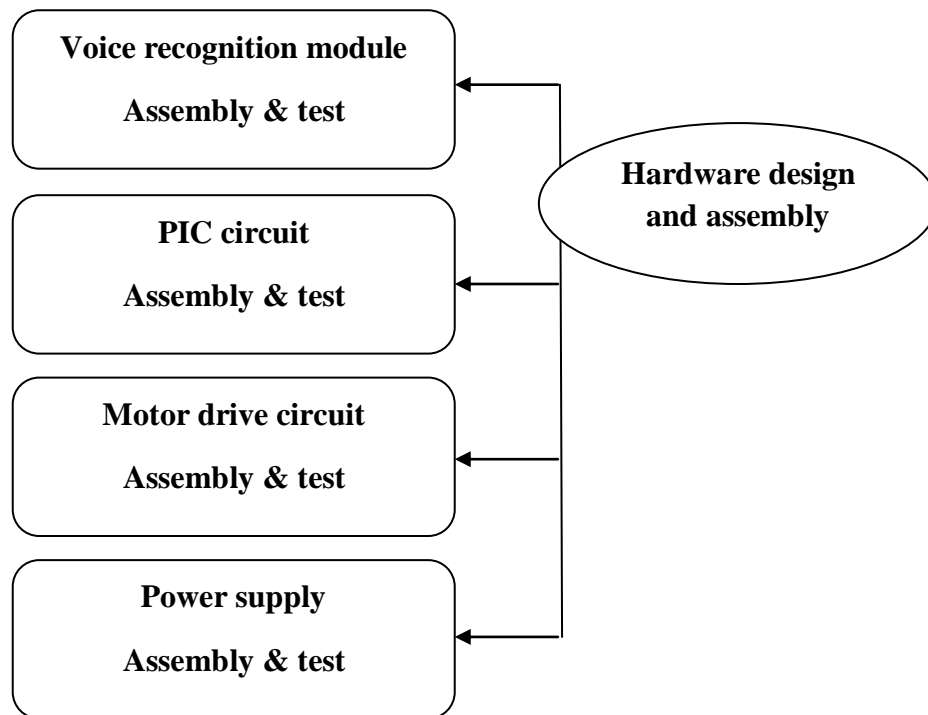 Voice recognition module
Assembly & test
Hardware design
and assembly
PIC circuit
Assembly & test
Motor drive circuit
Assembly & test
Power supply
Assembly & test